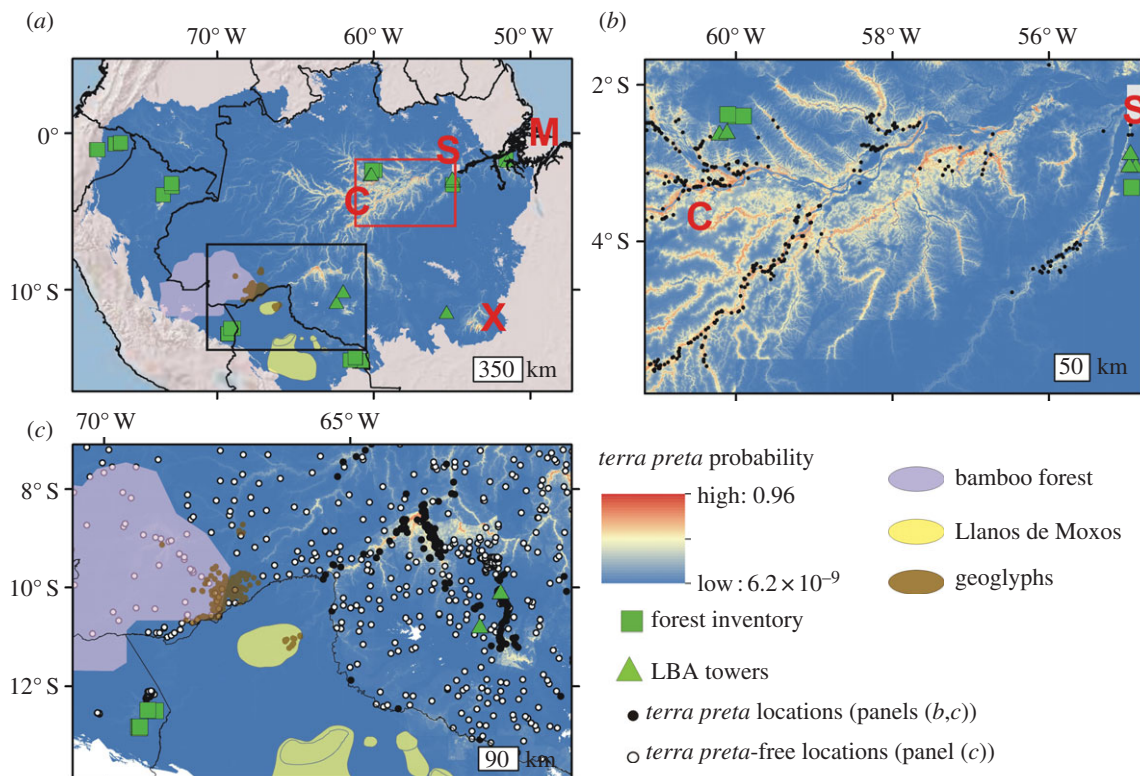 (a)
70° W 60° W 50° W
0°
10° S
M
S
C
X
350 km
(b)
60° W 58° W 56° W
2° S
4° S
S
C
50 km
(c)
70° W 65° W
8° S
10° S
12° S
90 km
terra preta probability
high: 0.96
low : 6.2 × 10⁻⁹
forest inventory
LBA towers
terra preta locations (panels (b,c))
terra preta-free locations (panel (c))
bamboo forest
Llanos de Moxos
geoglyphs